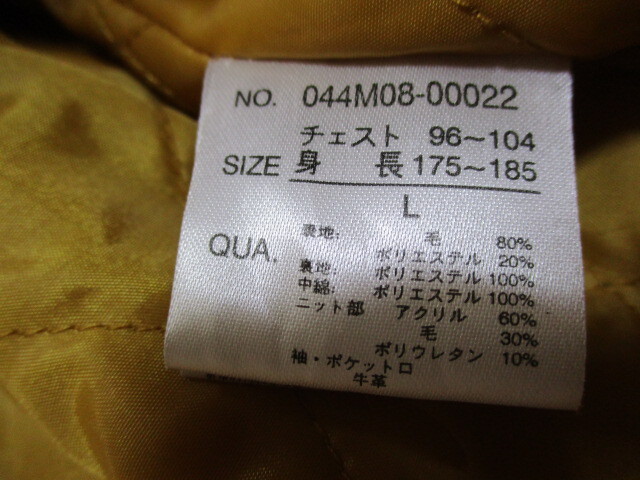 NO. 044M08-00022
チェスト 96～104
SIZE 身 長 175～185
L
QUA. 表地: 毛 80%
ポリエステル 20%
裏地: ポリエステル 100%
中綿: ポリエステル 100%
ニット部 アクリル 60%
毛 30%
ポリウレタン 10%
袖・ポケット口
牛革